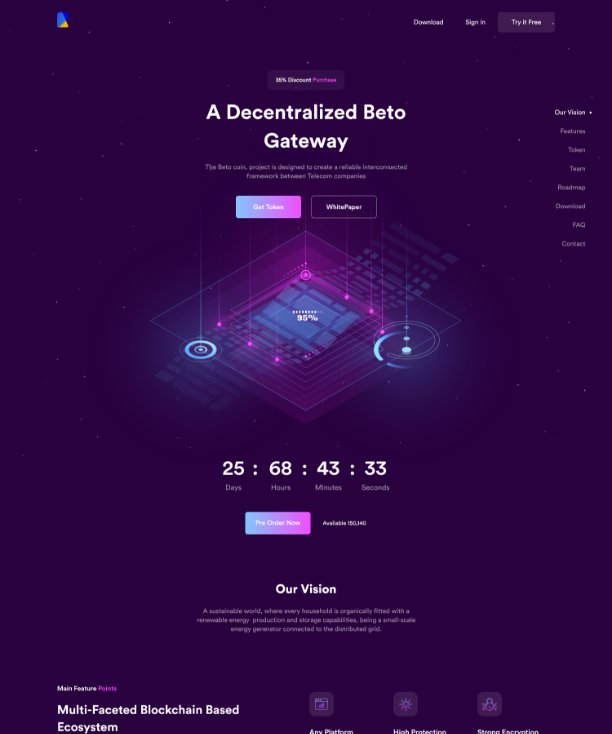 Download
Sign in
Try it Free
35% Discount Purchase
A Decentralized Beto
Gateway
The Beto coin, project is designed to create a reliable interconnected
framework between Telecom companies
Get Token
WhitePaper
Our Vision
Features
Token
Team
Roadmap
Download
FAQ
Contact
95%
25 : 68 : 43 : 33
Days
Hours
Minutes
Seconds
Pre Order Now
Available 150,140
Our Vision
A sustainable world, where every household is organically fitted with a
renewable energy production and storage capabilities, being a small-scale
energy generator connected to the distributed grid.
Main Feature Points
Multi-Faceted Blockchain Based
Ecosystem
Any Platform
High Protection
Strong Encryption